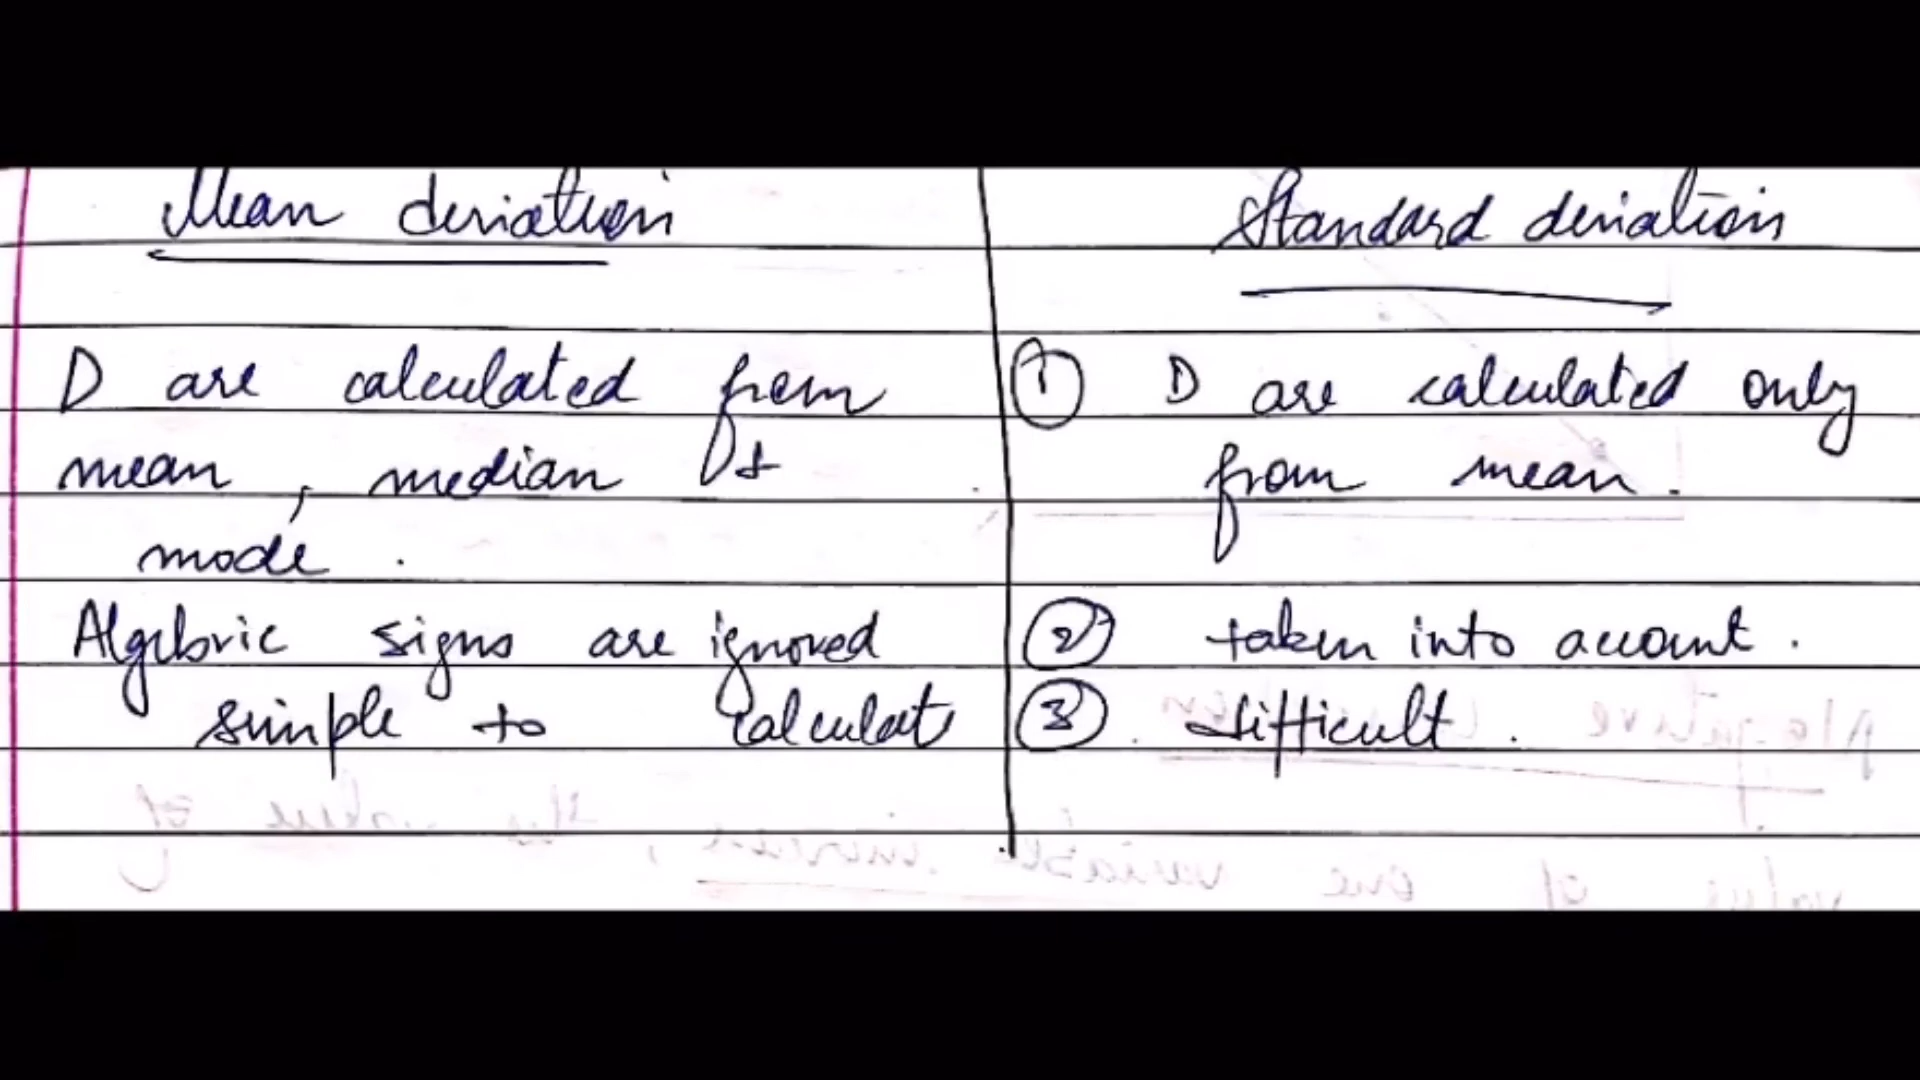 Mean deviation
D are calculated from
mean, median &
mode.
Algebric signs are ignored
simple to calculat
Standard deviation
① D are calculated only
from mean.
② taken into account.
③ difficult.